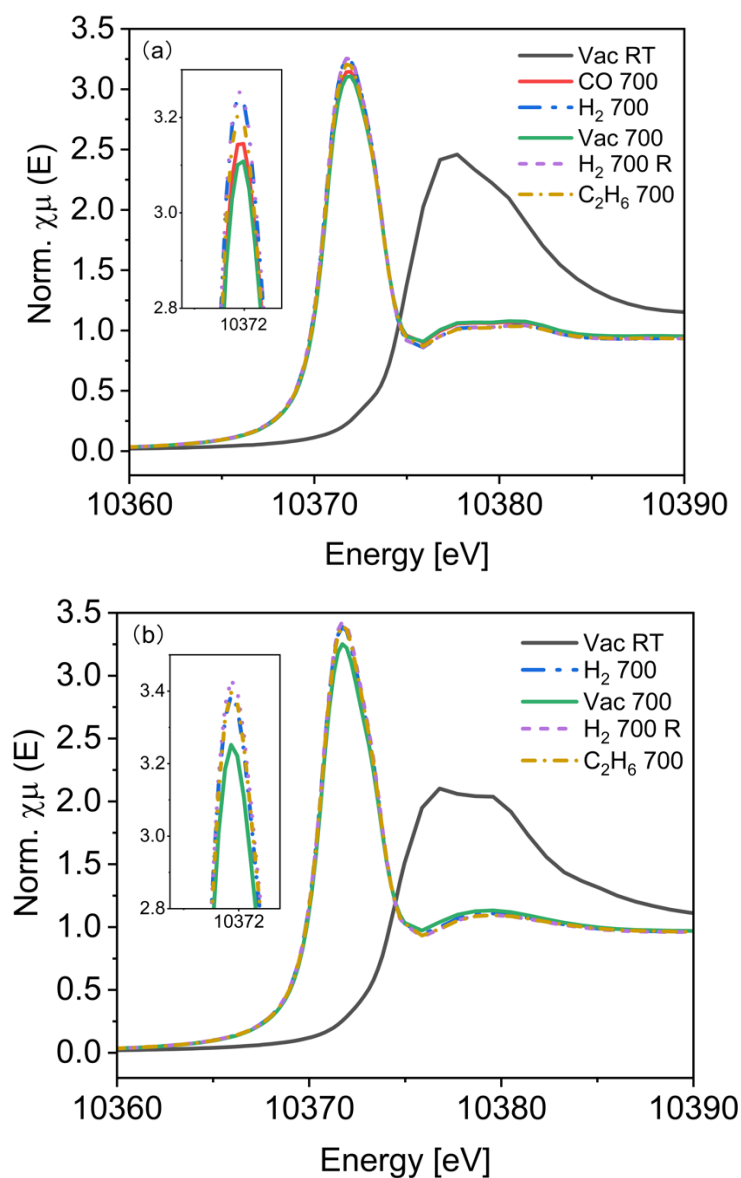 (a)
3.5
3.0
2.5
2.0
1.5
1.0
0.5
0.0
Norm. χμ (E)
3.2
3.0
2.8
10372
Vac RT
CO 700
H₂ 700
Vac 700
H₂ 700 R
C₂H₆ 700
10360
10370
10380
10390
Energy [eV]
(b)
3.5
3.0
2.5
2.0
1.5
1.0
0.5
0.0
Norm. χμ (E)
3.4
3.2
3.0
2.8
10372
Vac RT
H₂ 700
Vac 700
H₂ 700 R
C₂H₆ 700
10360
10370
10380
10390
Energy [eV]